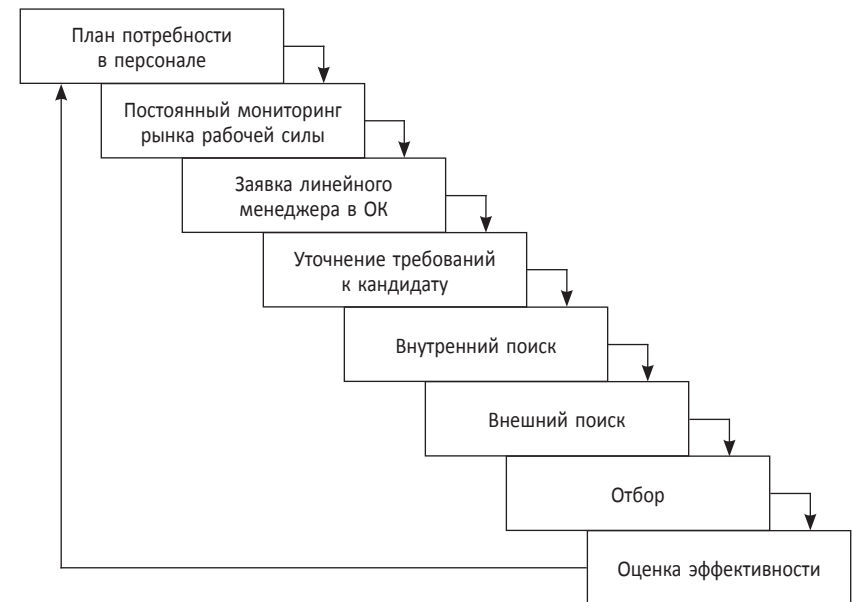 План потребности
в персонале
Постоянный мониторинг
рынка рабочей силы
Заявка линейного
менеджера в ОК
Уточнение требований
к кандидату
Внутренний поиск
Внешний поиск
Отбор
Оценка эффективности